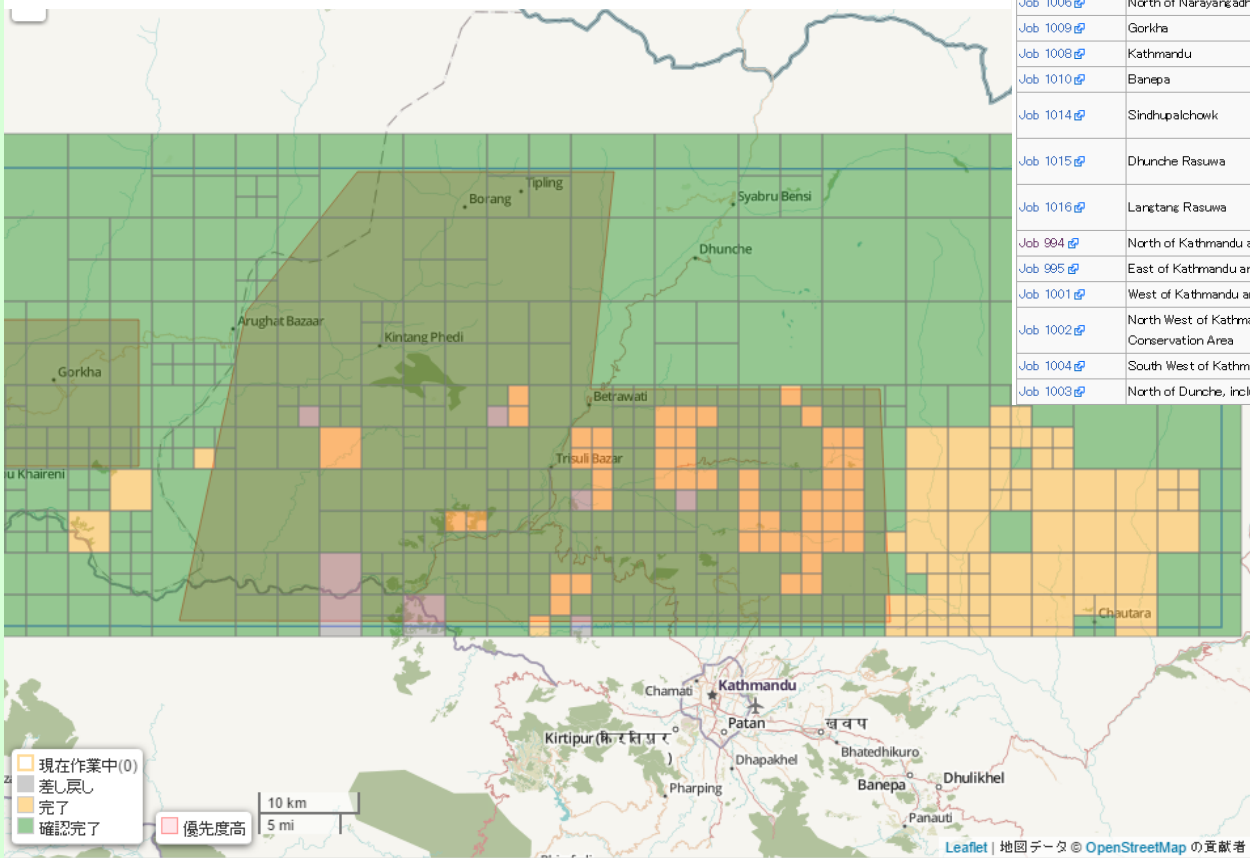 Job 1006 North of Narayangadh
Job 1009 Gorkha
Job 1008 Kathmandu
Job 1010 Banepa
Job 1014 Sindhupalchowk
Job 1015 Dhunche Rasuwa
Job 1016 Langtang Rasuwa
Job 994 North of Kathmandu a
Job 995 East of Kathmandu an
Job 1001 West of Kathmandu an
Job 1002 North West of Kathma
Conservation Area
Job 1004 South West of Kathm
Job 1003 North of Dunche, incl
Tipling
Borang
Syabru Bensi
Dhunche
Arughat Bazaar
Kintang Phedi
Gorkha
Betrawati
Trisuli Bazar
iu Khaireni
Chautara
Kathmandu
Chamati
Patan
Kirtipur(किरतिपुर
)
ख्वप
Bhatedhikuro
Dhapakhel
Dhulikhel
Banepa
Pharping
Panauti
現在作業中(0)
差し戻し
完了
確認完了
優先度高
10 km
5 mi
Leaflet | 地図データ © OpenStreetMap の貢献者